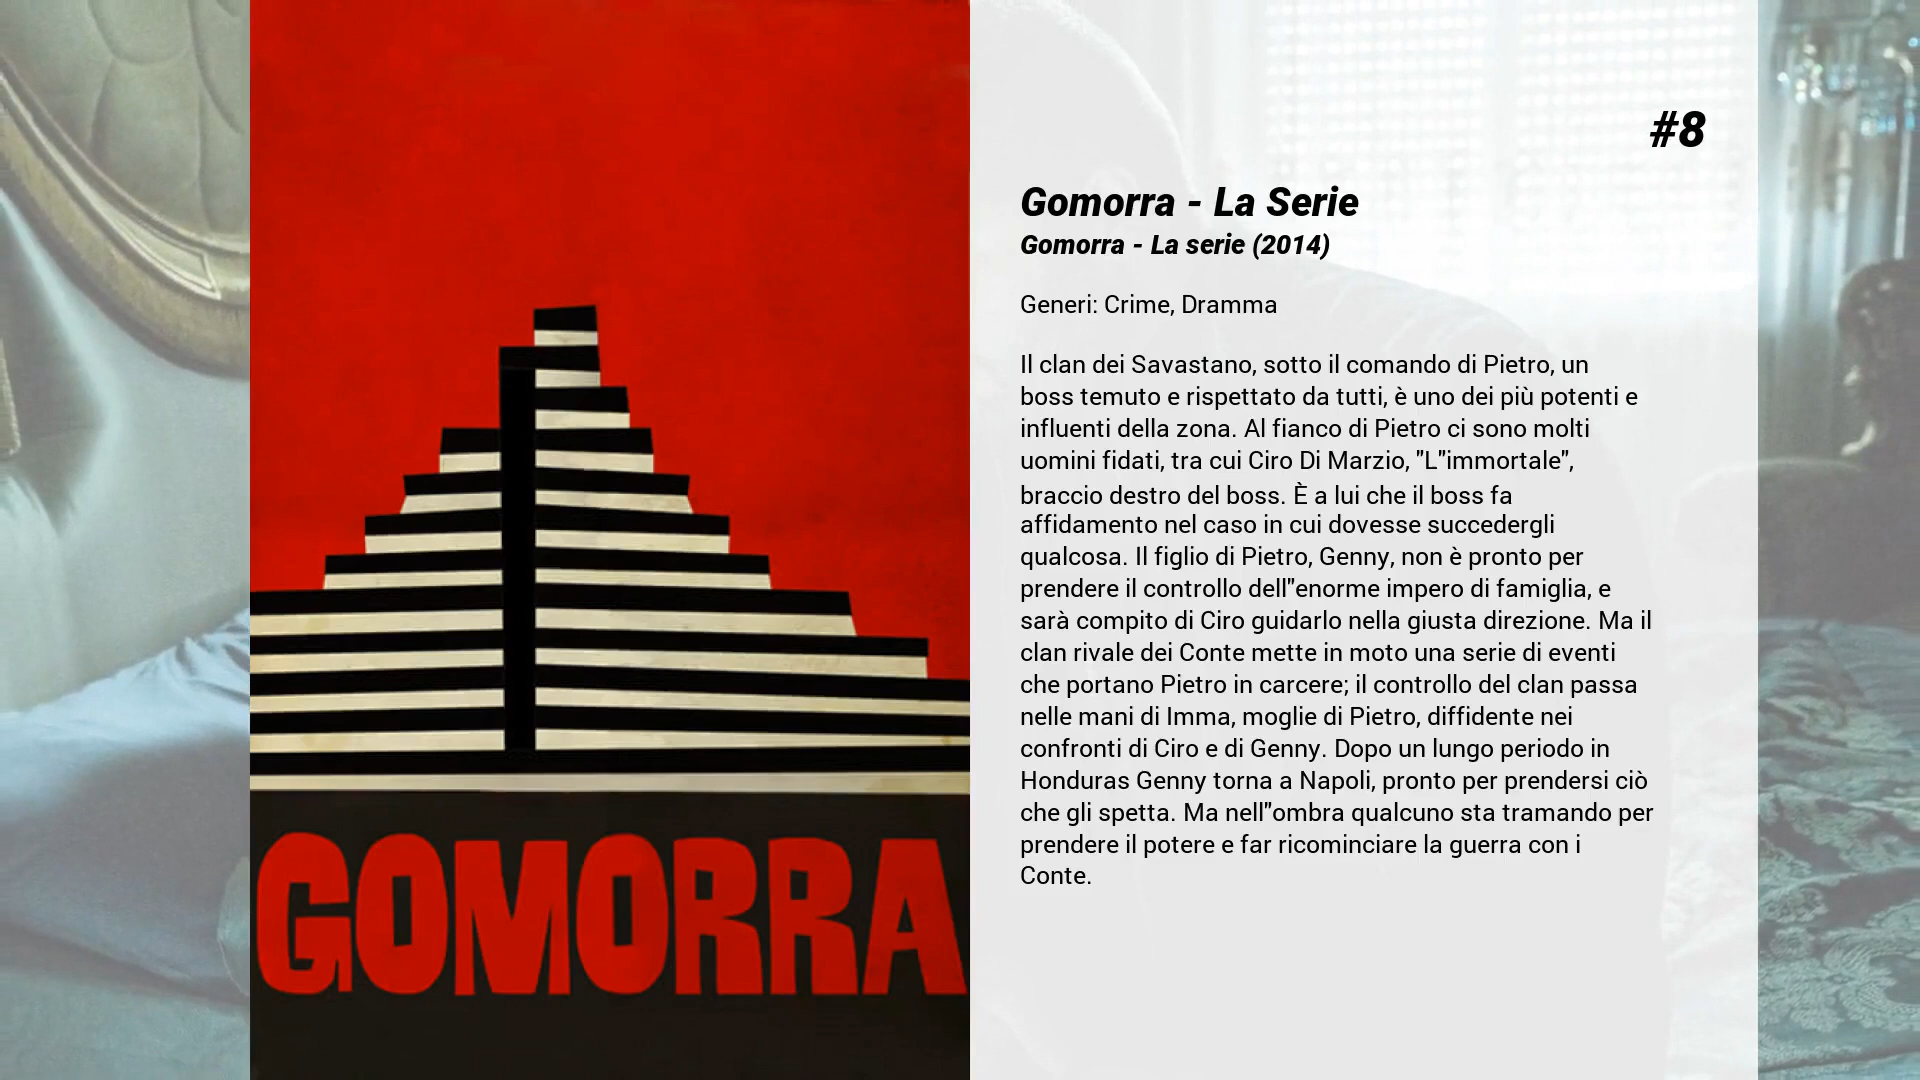 GOMORRA
#8
Gomorra - La Serie
Gomorra - La serie (2014)
Generi: Crime, Dramma
Il clan dei Savastano, sotto il comando di Pietro, un
boss temuto e rispettato da tutti, è uno dei più potenti e
influenti della zona. Al fianco di Pietro ci sono molti
uomini fidati, tra cui Ciro Di Marzio, "L"immortale",
braccio destro del boss. È a lui che il boss fa
affidamento nel caso in cui dovesse succedergli
qualcosa. Il figlio di Pietro, Genny, non è pronto per
prendere il controllo dell"enorme impero di famiglia, e
sarà compito di Ciro guidarlo nella giusta direzione. Ma il
clan rivale dei Conte mette in moto una serie di eventi
che portano Pietro in carcere; il controllo del clan passa
nelle mani di Imma, moglie di Pietro, diffidente nei
confronti di Ciro e di Genny. Dopo un lungo periodo in
Honduras Genny torna a Napoli, pronto per prendersi ciò
che gli spetta. Ma nell"ombra qualcuno sta tramando per
prendere il potere e far ricominciare la guerra con i
Conte.